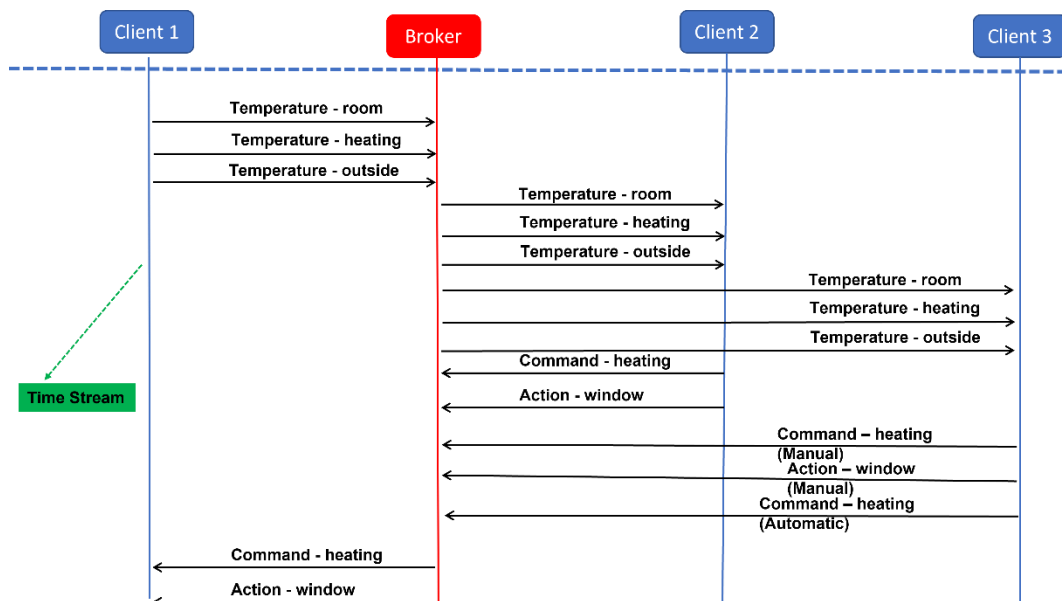 Client 1
Broker
Client 2
Client 3
Temperature - room
Temperature - heating
Temperature - outside
Temperature - room
Temperature - heating
Temperature - outside
Temperature - room
Temperature - heating
Temperature - outside
Command - heating
Time Stream
Action - window
Command – heating
(Manual)
Action – window
(Manual)
Command – heating
(Automatic)
Command - heating
Action - window